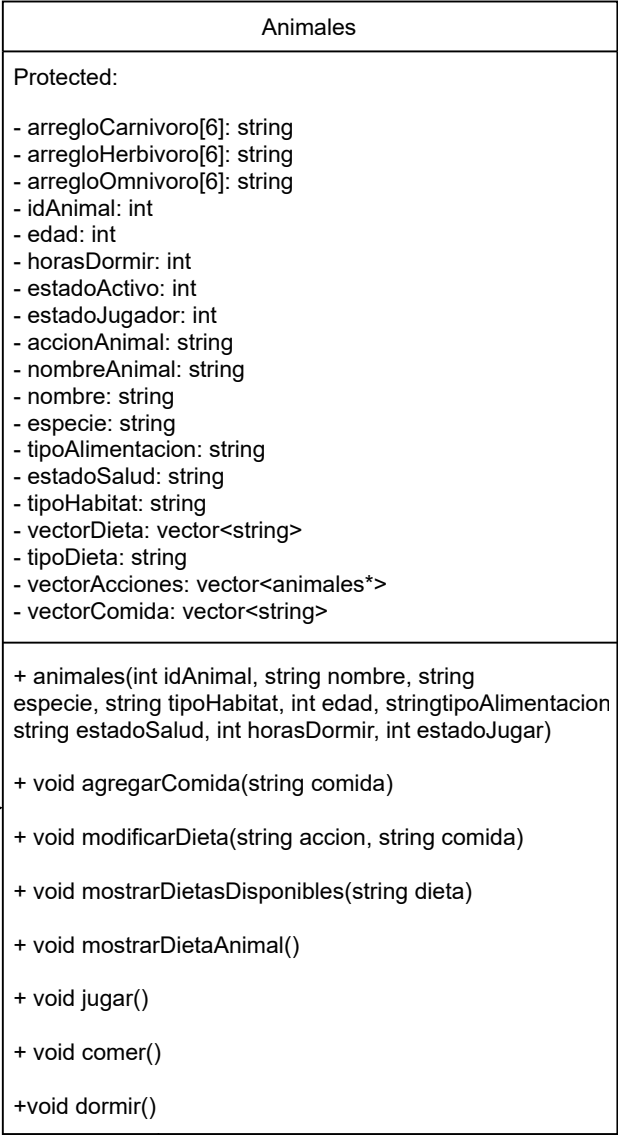 Animales
Protected:
- arregloCarnivoro[6]: string
- arregloHerbivoro[6]: string
- arregloOmnivoro[6]: string
- idAnimal: int
- edad: int
- horasDormir: int
- estadoActivo: int
- estadoJugador: int
- accionAnimal: string
- nombreAnimal: string
- nombre: string
- especie: string
- tipoAlimentacion: string
- estadoSalud: string
- tipoHabitat: string
- vectorDieta: vector<string>
- tipoDieta: string
- vectorAcciones: vector<animales*>
- vectorComida: vector<string>
+ animales(int idAnimal, string nombre, string
especie, string tipoHabitat, int edad, stringtipoAlimentacion
string estadoSalud, int horasDormir, int estadoJugar)
+ void agregarComida(string comida)
+ void modificarDieta(string accion, string comida)
+ void mostrarDietasDisponibles(string dieta)
+ void mostrarDietaAnimal()
+ void jugar()
+ void comer()
+void dormir()